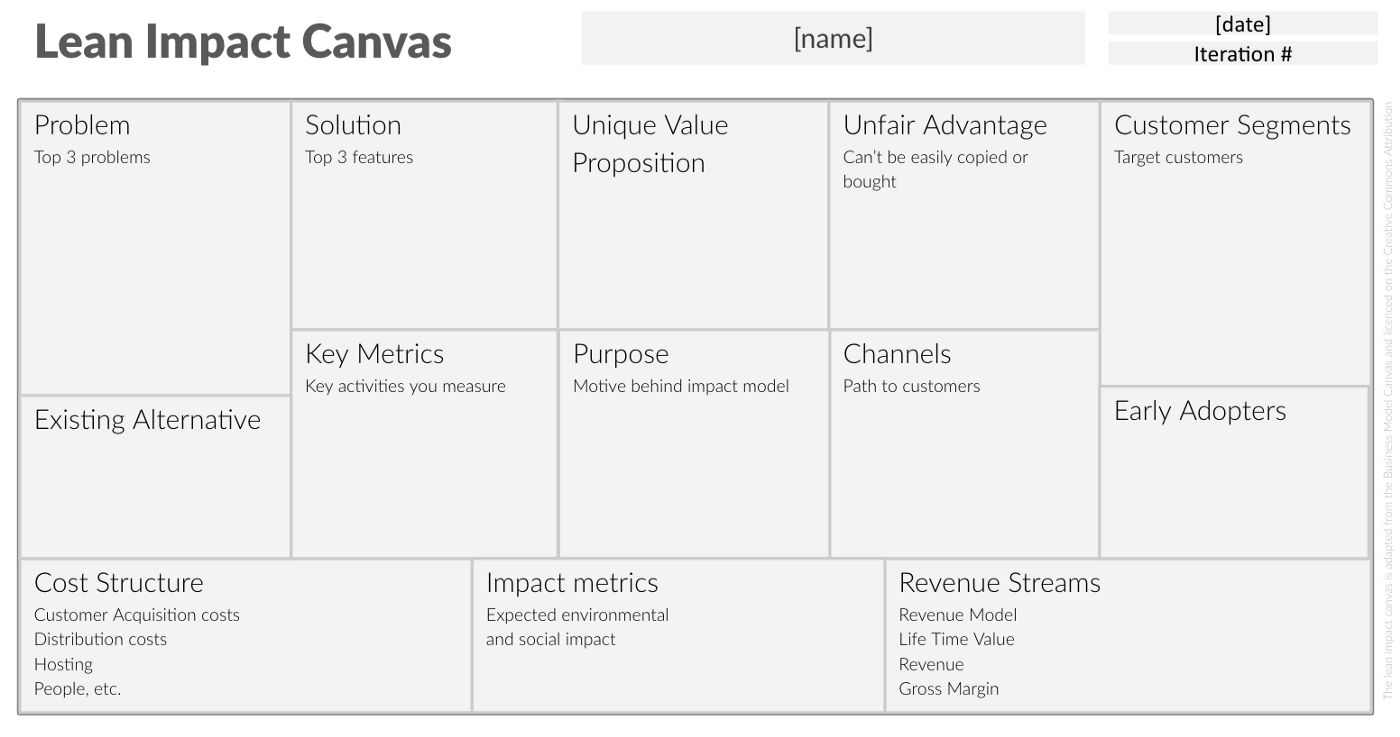 Lean Impact Canvas
[name]
[date]
Iteration #
Problem
Top 3 problems
Solution
Top 3 features
Unique Value
Proposition
Unfair Advantage
Can't be easily copied or
bought
Customer Segments
Target customers
Key Metrics
Key activities you measure
Purpose
Motive behind impact model
Channels
Path to customers
Existing Alternative
Early Adopters
Cost Structure
Customer Acquisition costs
Distribution costs
Hosting
People, etc.
Impact metrics
Expected environmental
and social impact
Revenue Streams
Revenue Model
Life Time Value
Revenue
Gross Margin
The lean impact canvas is adapted from the Business Model Canvas and licenced on the Creative Commons Attribution